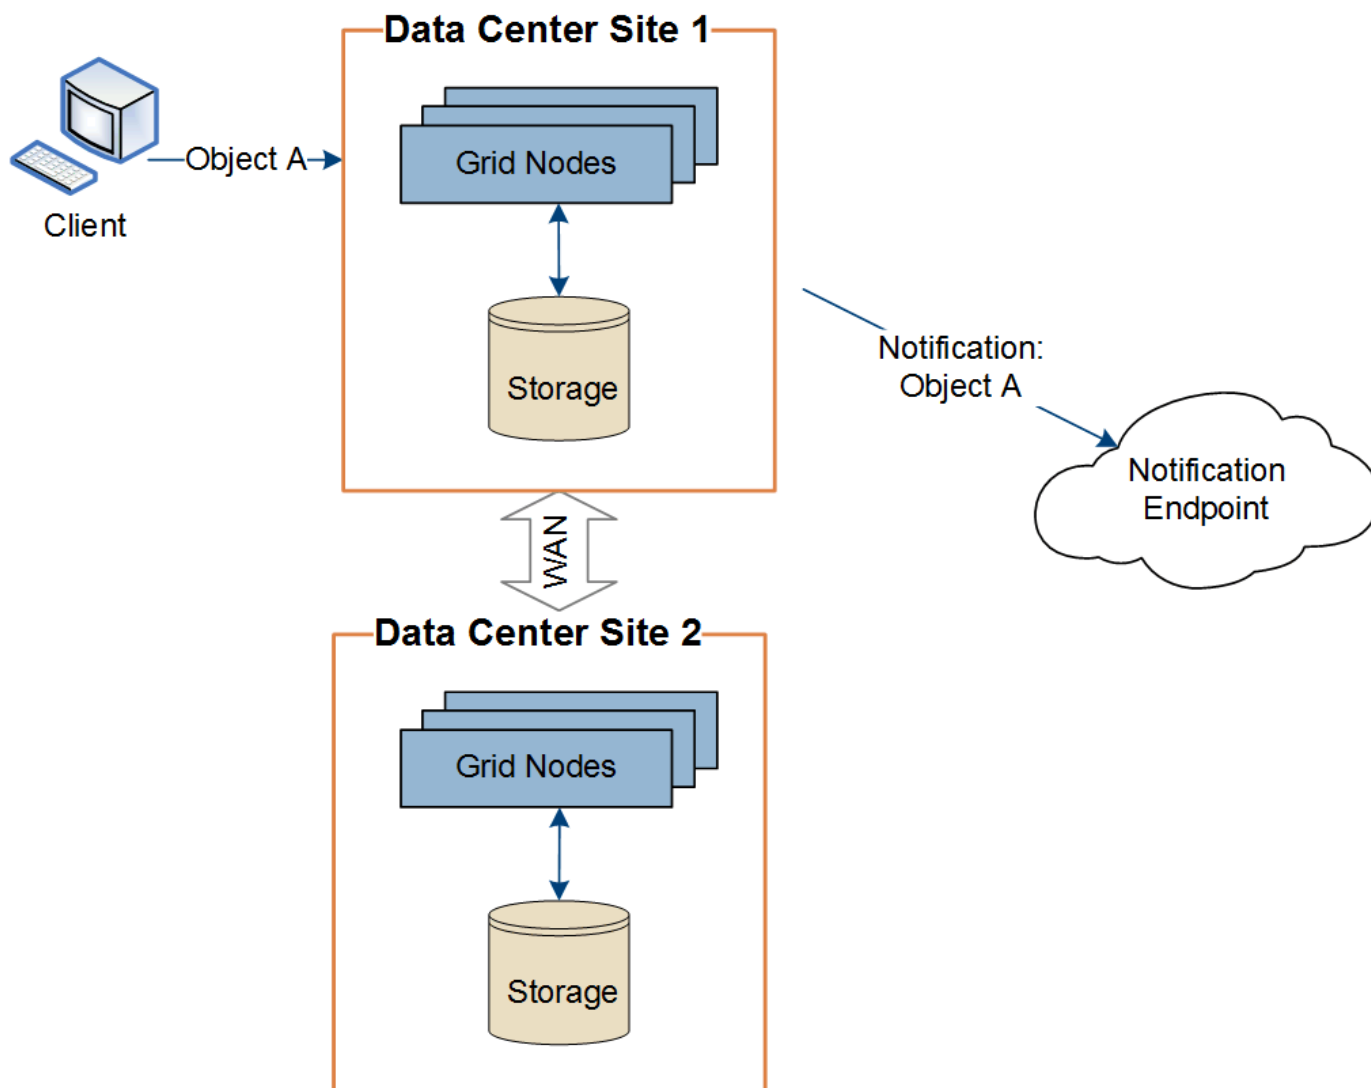 Data Center Site 1
Grid Nodes
Object A
Client
Storage
Notification:
Object A
Notification
Endpoint
WAN
Data Center Site 2
Grid Nodes
Storage